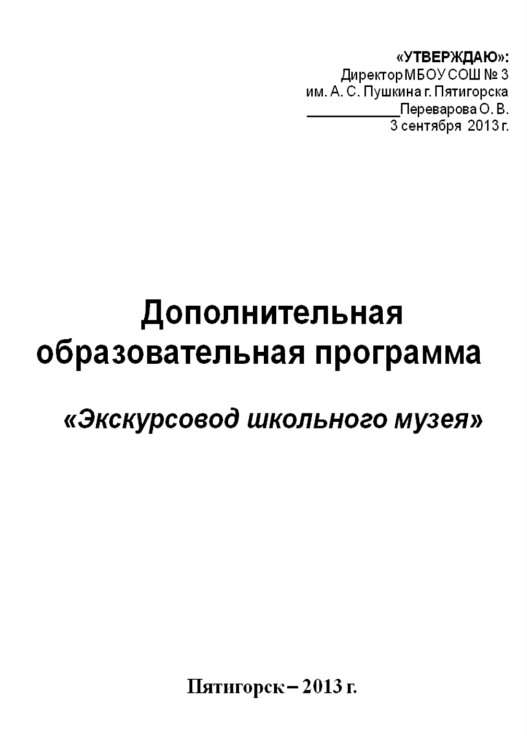 «УТВЕРЖДАЮ»:
Директор МБОУ СОШ № 3
им. А. С. Пушкина г. Пятигорска
____________Переварова О. В.
3 сентября 2013 г.
Дополнительная
образовательная программа
«Экскурсовод школьного музея»
Пятигорск – 2013 г.